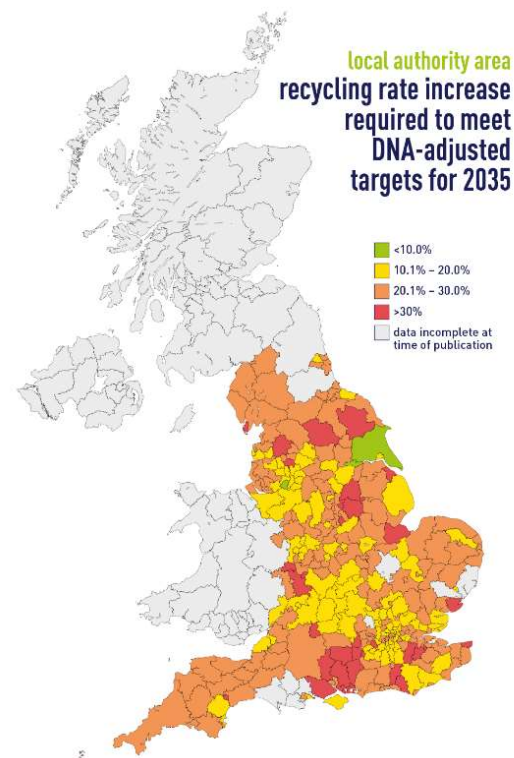 local authority area
recycling rate increase
required to meet
DNA-adjusted
targets for 2035
<10.0%
10.1% – 20.0%
20.1% – 30.0%
>30%
data incomplete at
time of publication